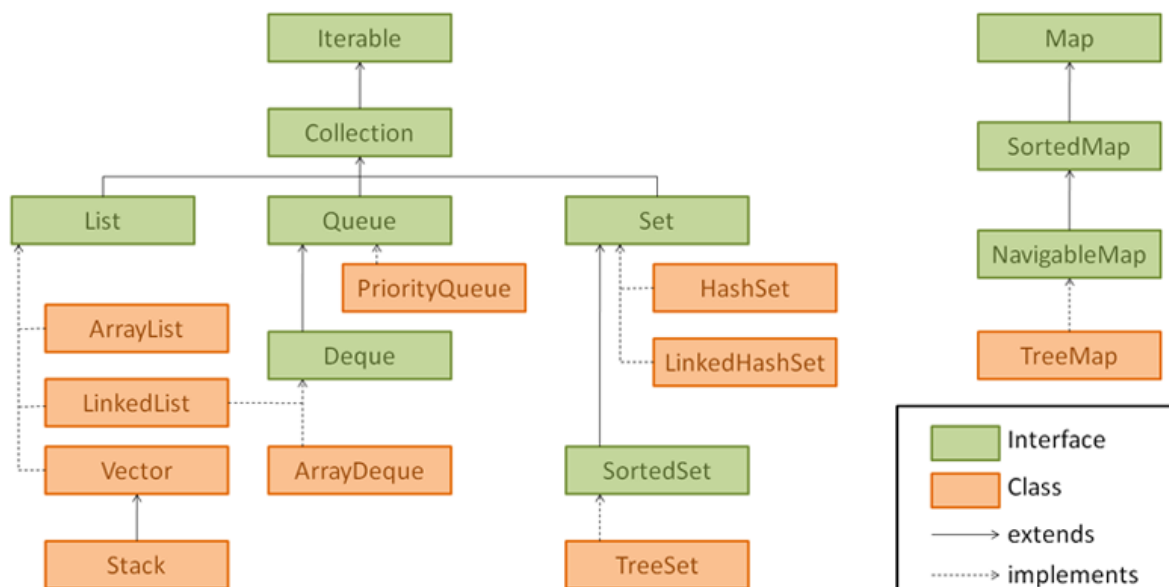 Iterable
Map
Collection
SortedMap
List
Queue
Set
NavigableMap
PriorityQueue
HashSet
ArrayList
Deque
LinkedHashSet
TreeMap
LinkedList
Interface
Vector
ArrayDeque
SortedSet
Class
extends
Stack
TreeSet
implements